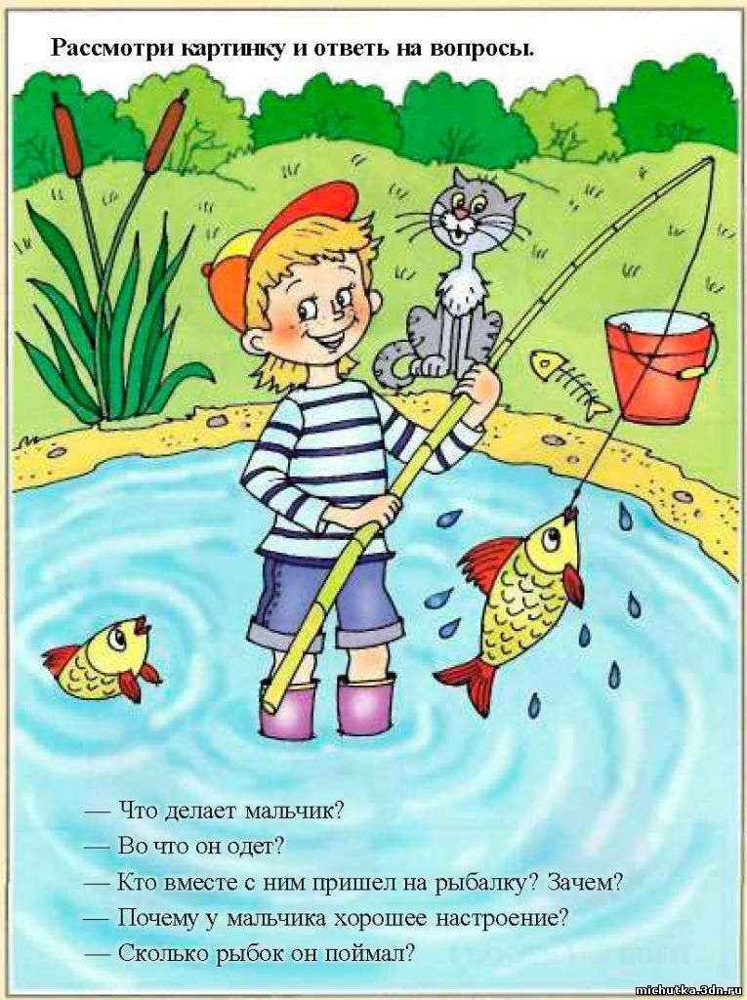 Рассмотри картинку и ответь на вопросы.
— Что делает мальчик?
— Во что он одет?
— Кто вместе с ним пришел на рыбалку? Зачем?
— Почему у мальчика хорошее настроение?
— Сколько рыбок он поймал?
michutka.3dn.ru